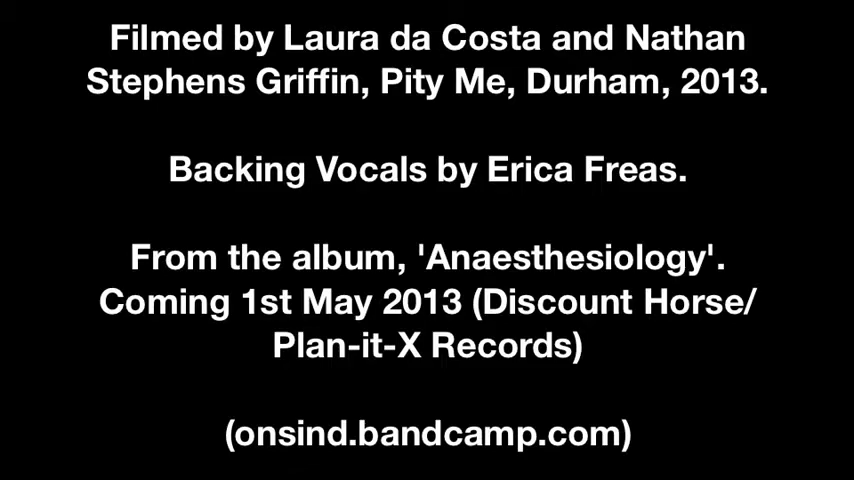 Filmed by Laura da Costa and Nathan
Stephens Griffin, Pity Me, Durham, 2013.
Backing Vocals by Erica Freas.
From the album, 'Anaesthesiology'.
Coming 1st May 2013 (Discount Horse/
Plan-it-X Records)
(onsind.bandcamp.com)